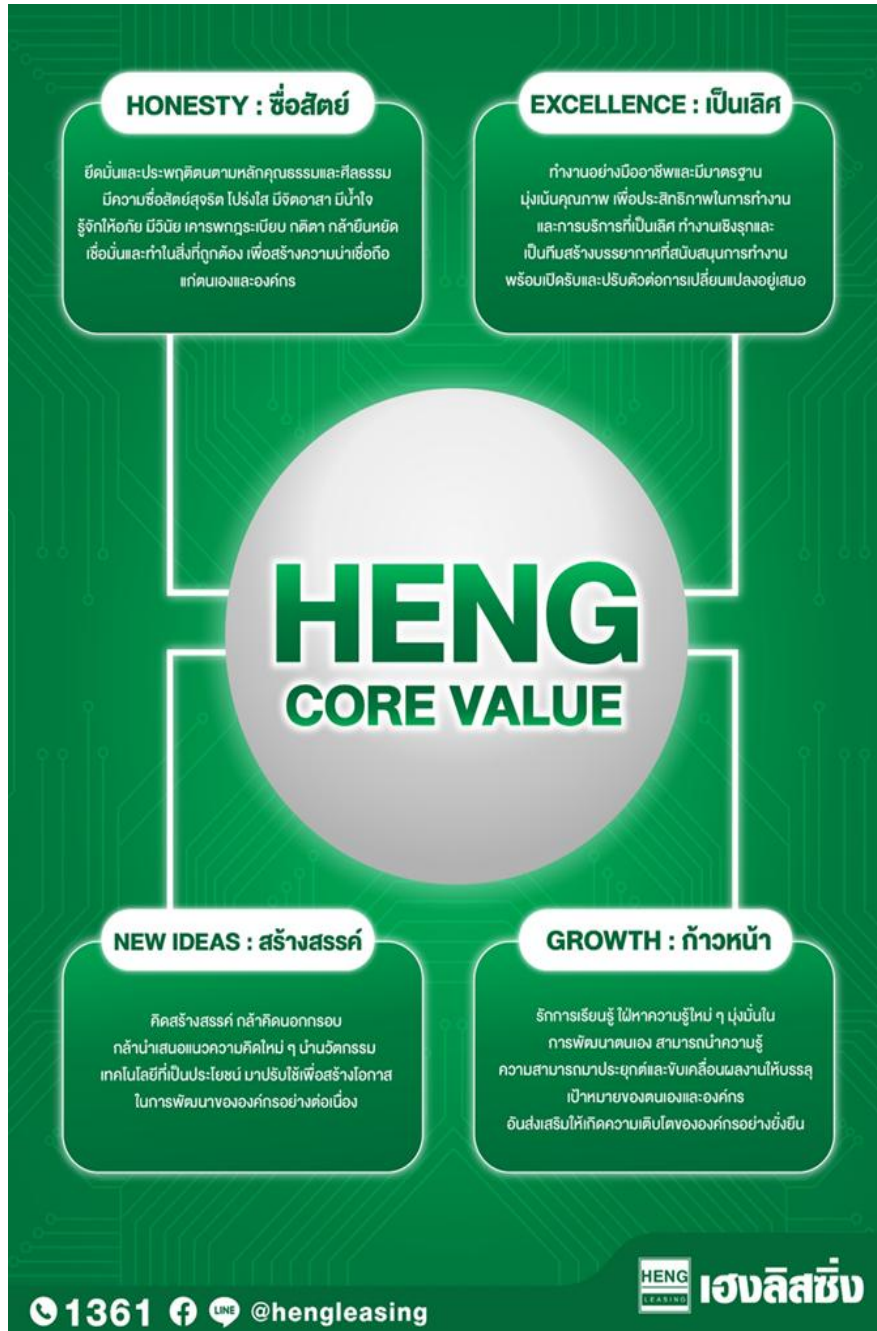 HONESTY : ซื่อสัตย์
ยึดมั่นและประพฤติตนตามหลักคุณธรรมและศีลธรรม
มีความซื่อสัตย์สุจริต โปร่งใส มีจิตอาสา มีน้ำใจ
รู้จักให้อภัย มีวินัย เคารพกฎระเบียบ กติกา กล้ายืนหยัด
เชื่อมั่นและทำในสิ่งที่ถูกต้อง เพื่อสร้างความน่าเชื่อถือ
แก่ตนเองและองค์กร
EXCELLENCE : เป็นเลิศ
ทำงานอย่างมืออาชีพและมีมาตรฐาน
มุ่งเน้นคุณภาพ เพื่อประสิทธิภาพในการทำงาน
และการบริการที่เป็นเลิศ ทำงานเชิงรุกและ
เป็นทีมสร้างบรรยากาศที่สนับสนุนการทำงาน
พร้อมเปิดรับและปรับตัวต่อการเปลี่ยนแปลงอยู่เสมอ
HENG
CORE VALUE
NEW IDEAS : สร้างสรรค์
คิดสร้างสรรค์ กล้าคิดนอกกรอบ
กล้านำเสนอแนวความคิดใหม่ ๆ นำนวัตกรรม
เทคโนโลยีที่เป็นประโยชน์ มาปรับใช้เพื่อสร้างโอกาส
ในการพัฒนาขององค์กรอย่างต่อเนื่อง
GROWTH : ก้าวหน้า
รักการเรียนรู้ ใฝ่หาความรู้ใหม่ ๆ มุ่งมั่นใน
การพัฒนาตนเอง สามารถนำความรู้
ความสามารถมาประยุกต์และขับเคลื่อนผลงานให้บรรลุ
เป้าหมายของตนเองและองค์กร
อันส่งเสริมให้เกิดความเติบโตขององค์กรอย่างยั่งยืน
HENG
LEASING
เฮงลิสซิ่ง
1361 LINE @hengleasing